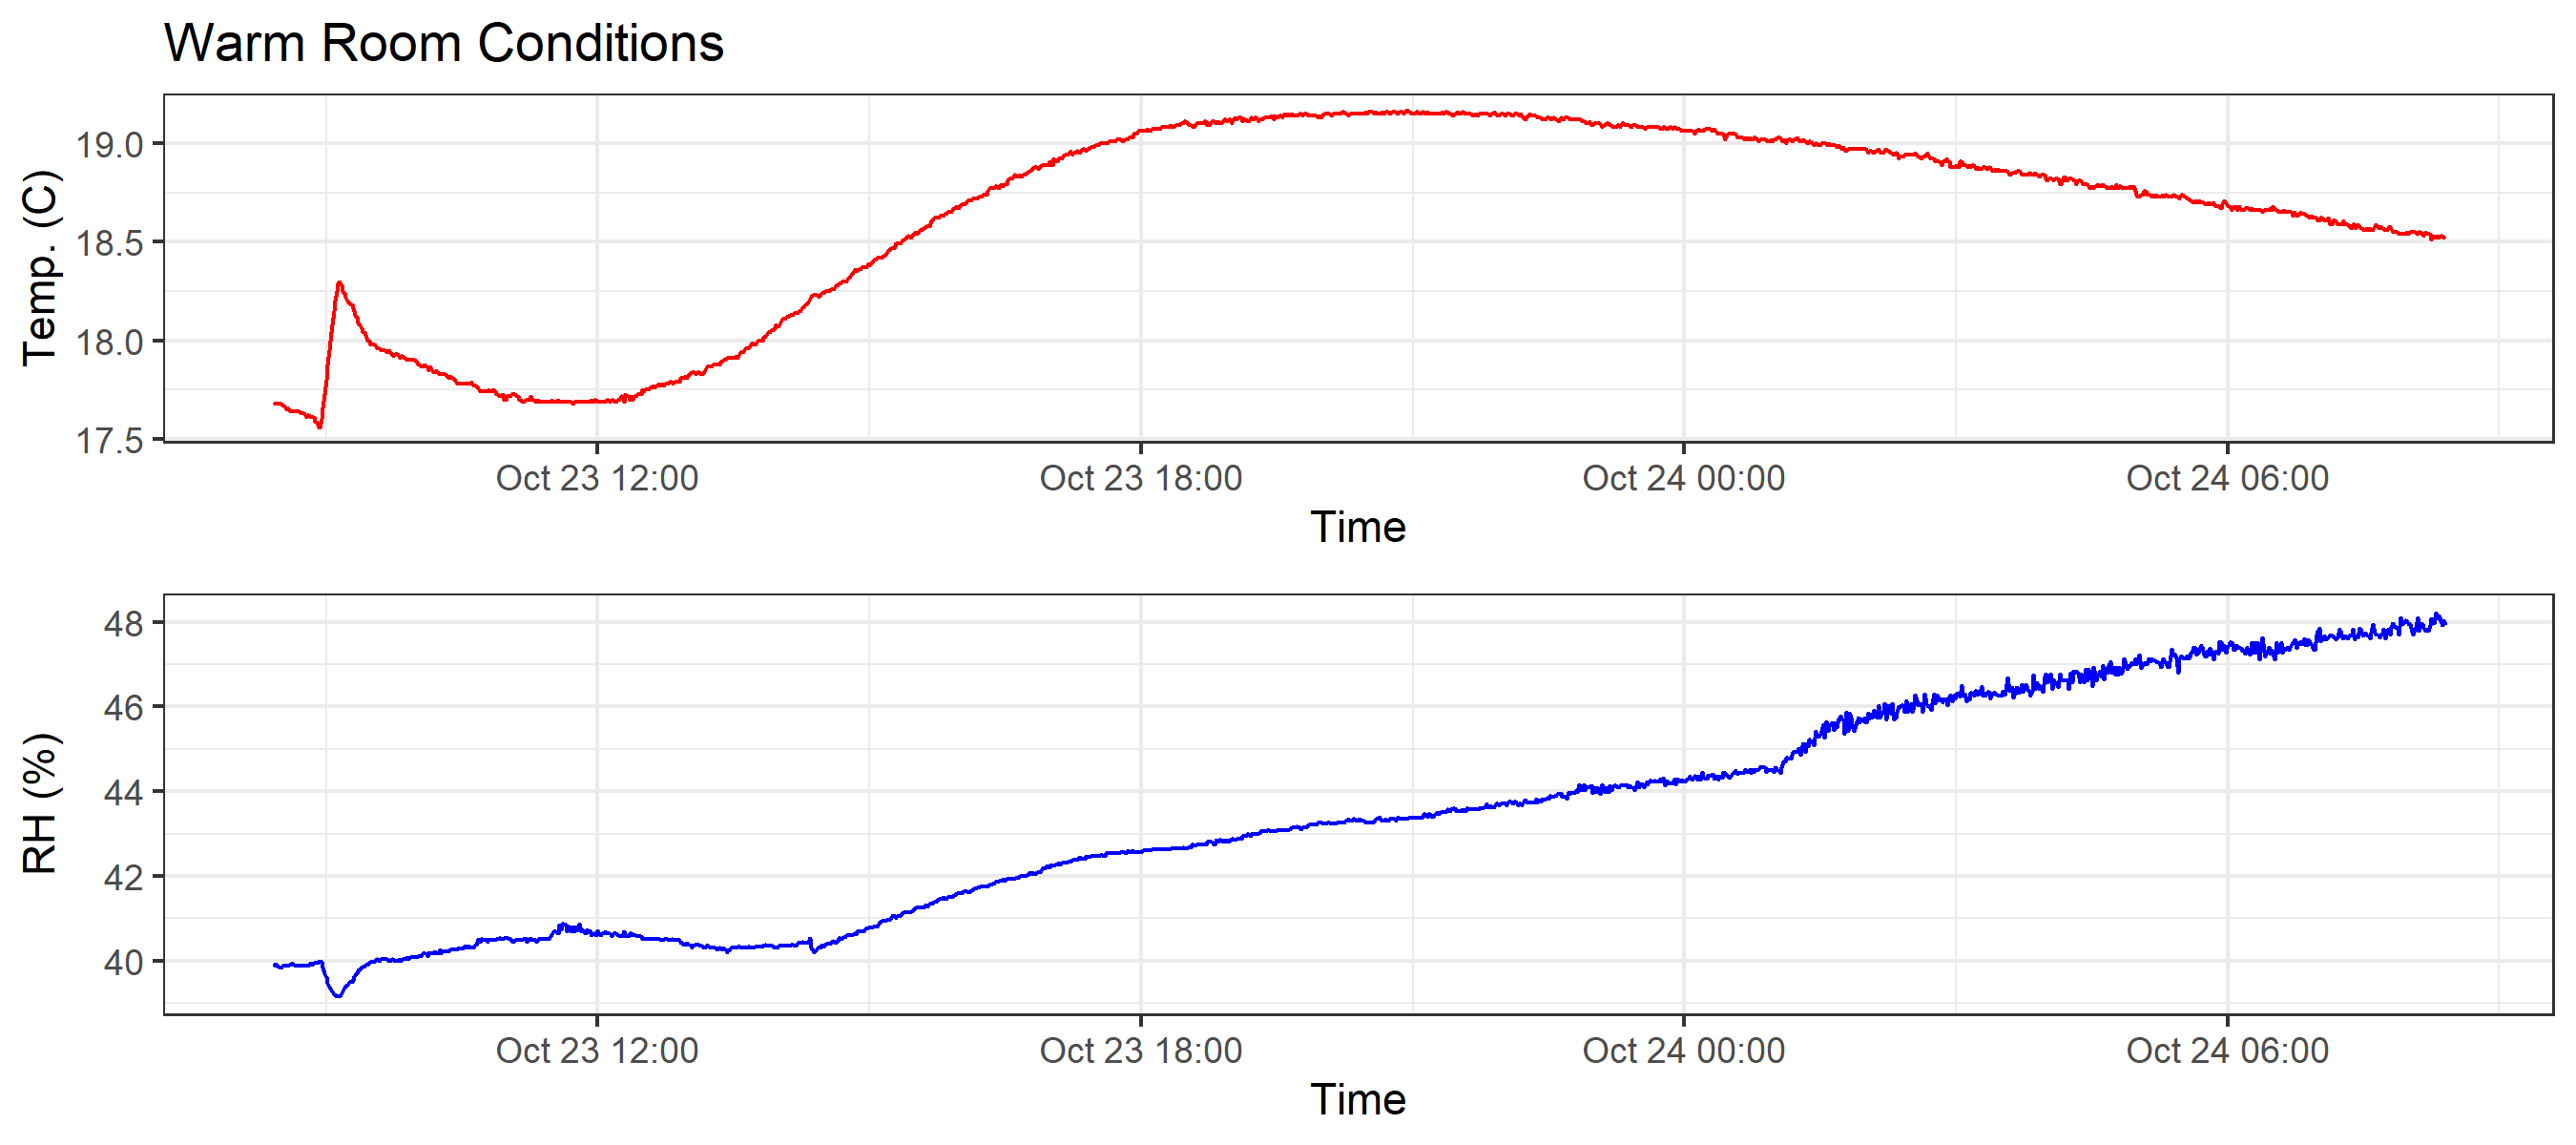 Warm Room Conditions
Temp. (C)
19.0
18.5
18.0
17.5
Oct 23 12:00 Oct 23 18:00 Oct 24 00:00 Oct 24 06:00
Time
RH (%)
48
46
44
42
40
Oct 23 12:00 Oct 23 18:00 Oct 24 00:00 Oct 24 06:00
Time